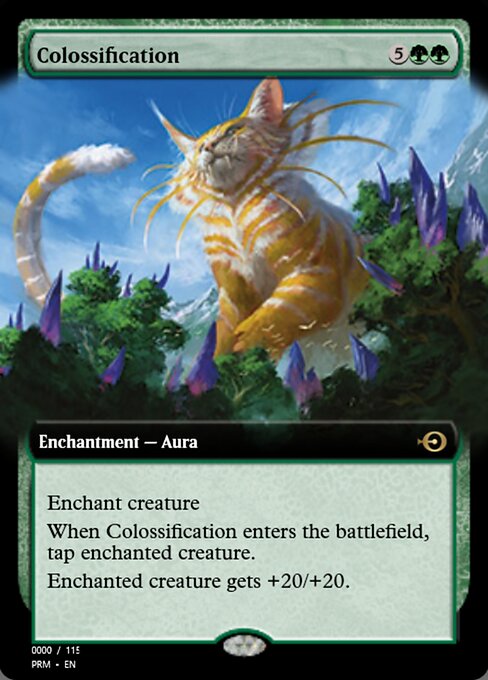 Colossification 5
Enchantment — Aura
Enchant creature
When Colossification enters the battlefield,
tap enchanted creature.
Enchanted creature gets +20/+20.
0000 / 115
PRM • EN